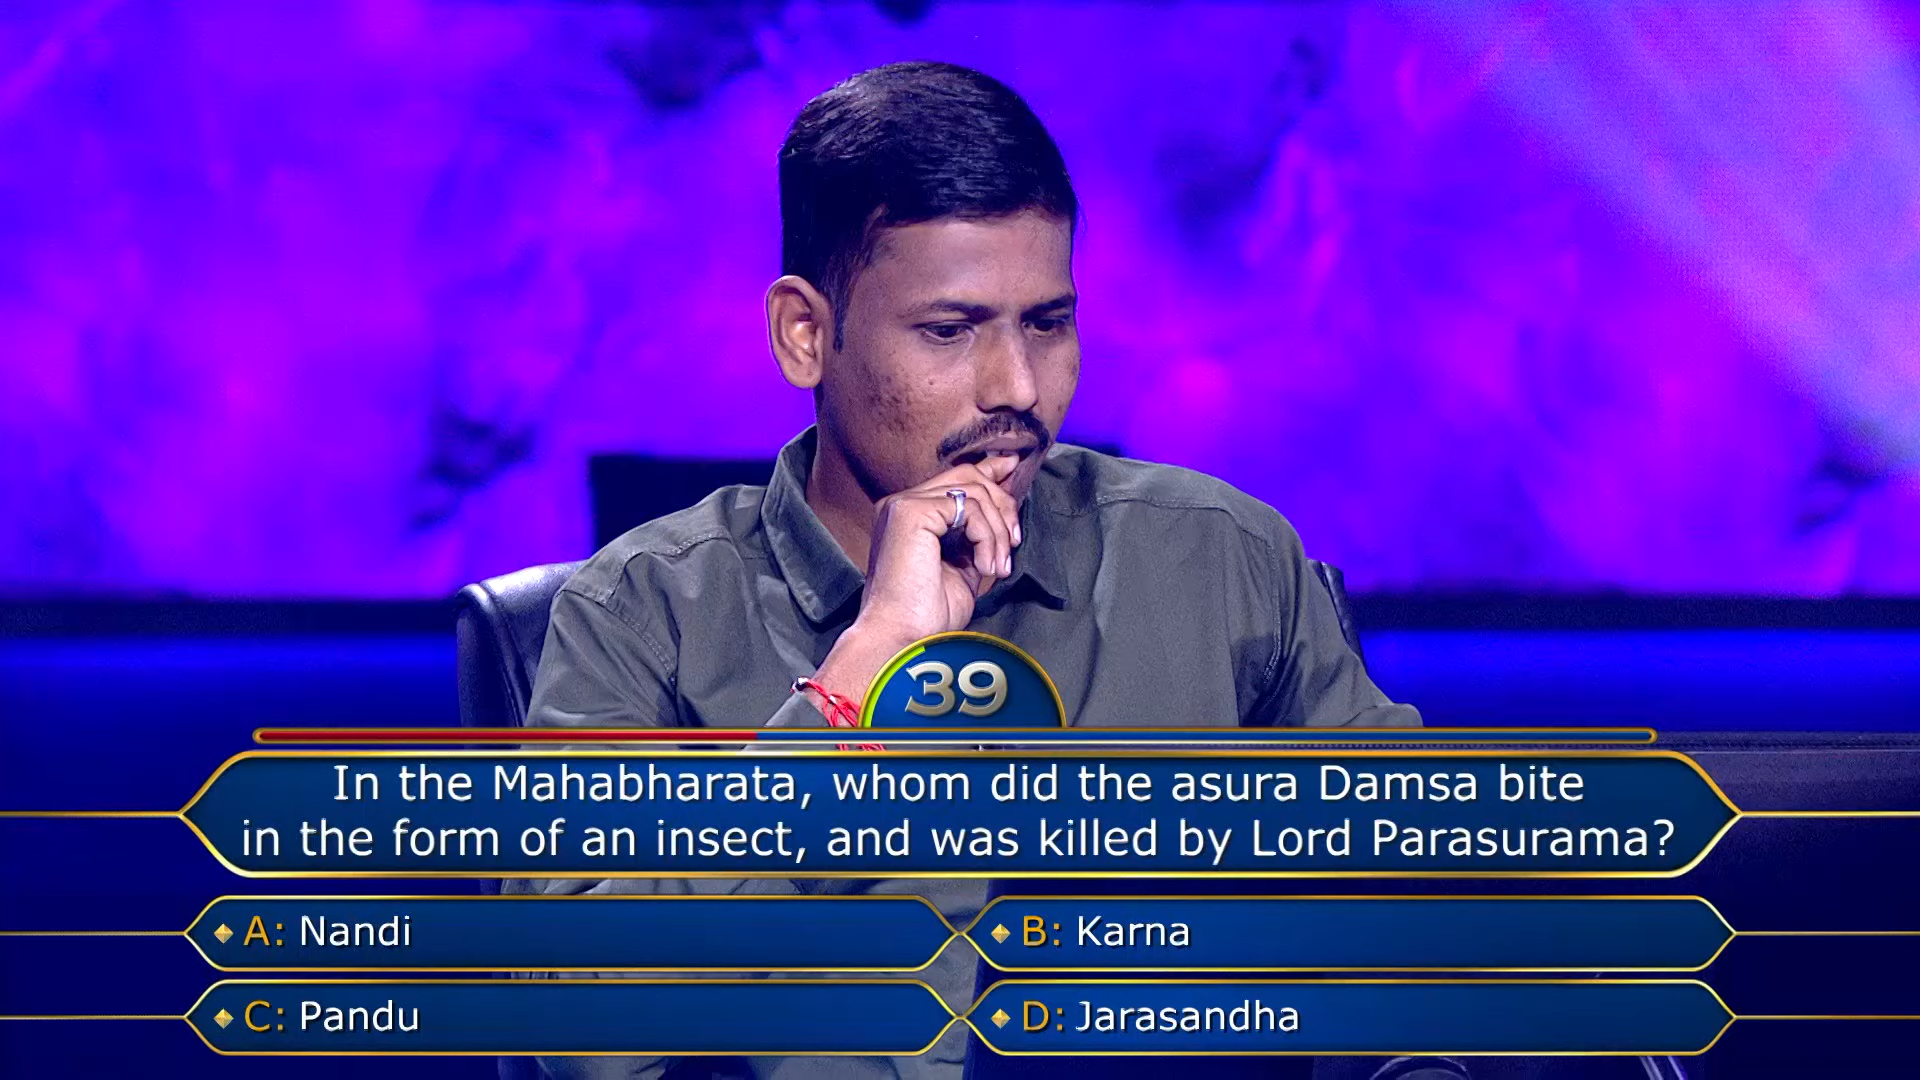 39
In the Mahabharata, whom did the asura Damsa bite
in the form of an insect, and was killed by Lord Parasurama?
A: Nandi
B: Karna
C: Pandu
D: Jarasandha